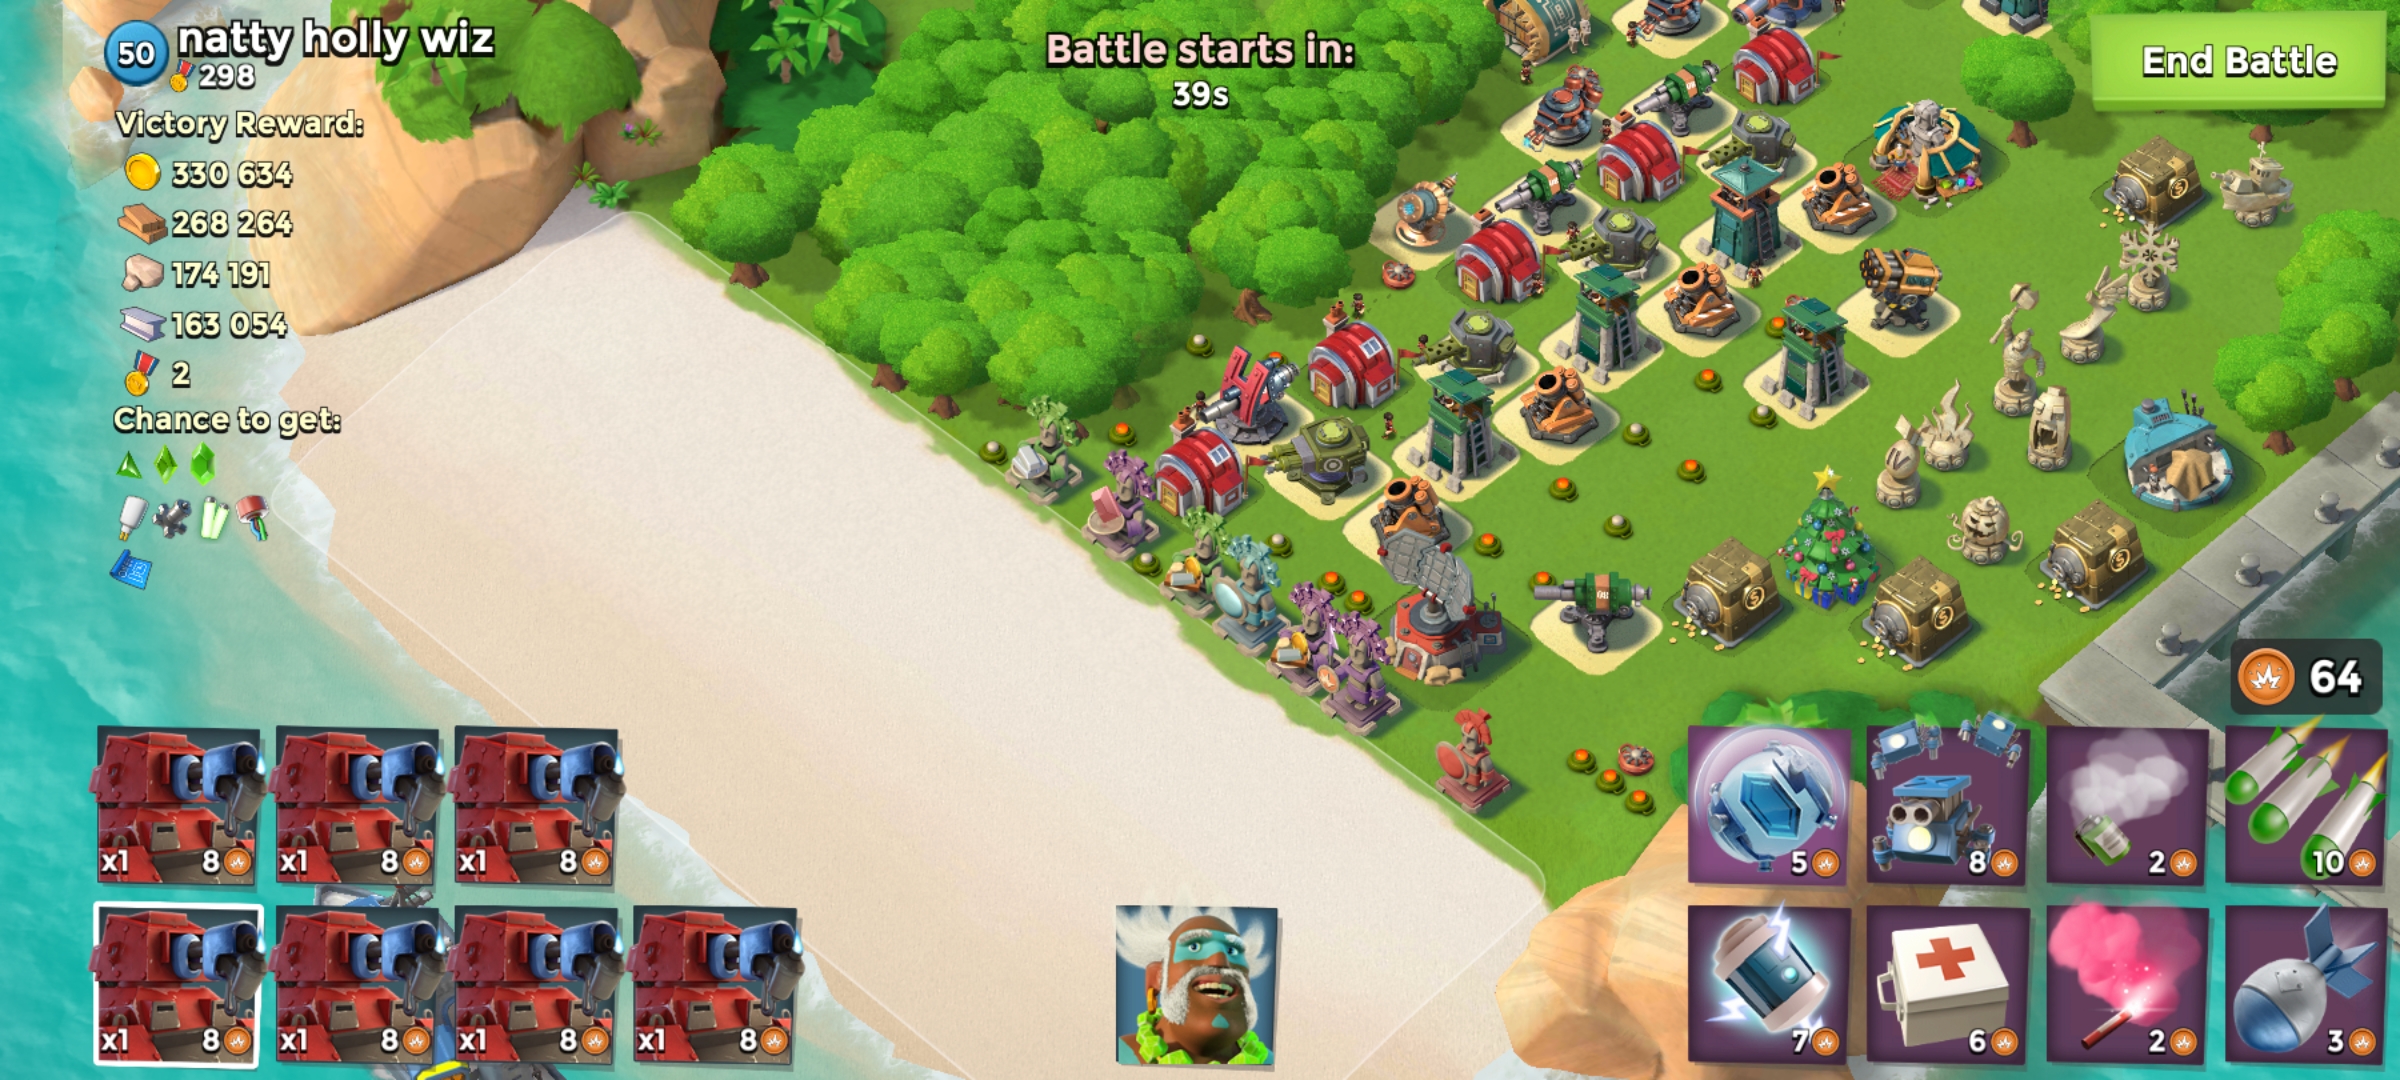 50 natty holly wiz
298
Victory Reward:
330 634
268 264
174 191
163 054
2
Chance to get:
Battle starts in:
39s
End Battle
64
x1 8
x1 8
x1 8
x1 8
x1 8
x1 8
x1 8
5
8
2
10
7
6
2
3